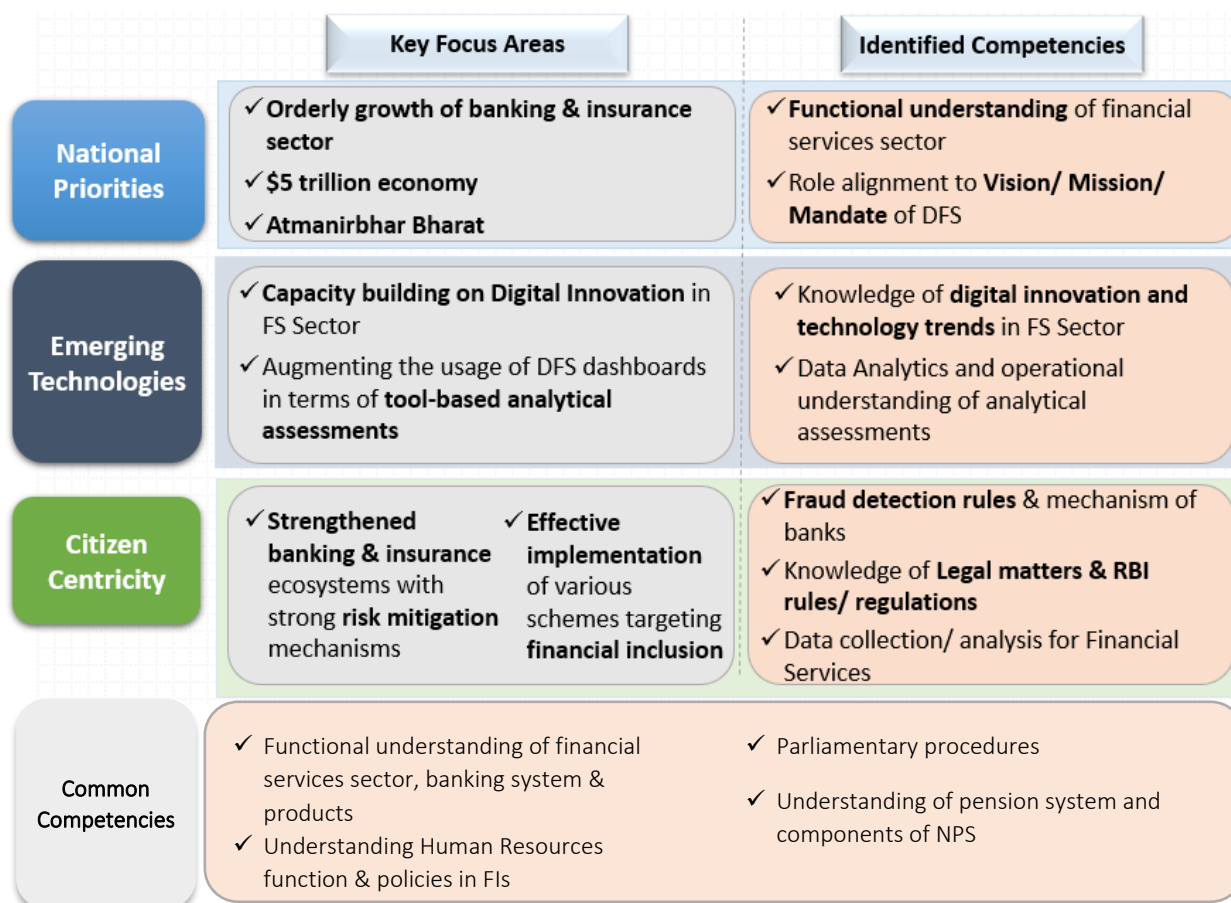 Key Focus Areas
Identified Competencies
National
Priorities
✓ Orderly growth of banking & insurance
sector
✓ $5 trillion economy
✓ Atmanirbhar Bharat
✓ Functional understanding of financial
services sector
✓ Role alignment to Vision/ Mission/
Mandate of DFS
Emerging
Technologies
✓ Capacity building on Digital Innovation in
FS Sector
✓ Augmenting the usage of DFS dashboards
in terms of tool-based analytical
assessments
✓ Knowledge of digital innovation and
technology trends in FS Sector
✓ Data Analytics and operational
understanding of analytical
assessments
Citizen
Centricity
✓ Strengthened
banking & insurance
ecosystems with
strong risk mitigation
mechanisms
✓ Effective
implementation
of various
schemes targeting
financial inclusion
✓ Fraud detection rules & mechanism of
banks
✓ Knowledge of Legal matters & RBI
rules/ regulations
✓ Data collection/ analysis for Financial
Services
Common
Competencies
✓ Functional understanding of financial
services sector, banking system &
products
✓ Understanding Human Resources
function & policies in FIs
✓ Parliamentary procedures
✓ Understanding of pension system and
components of NPS